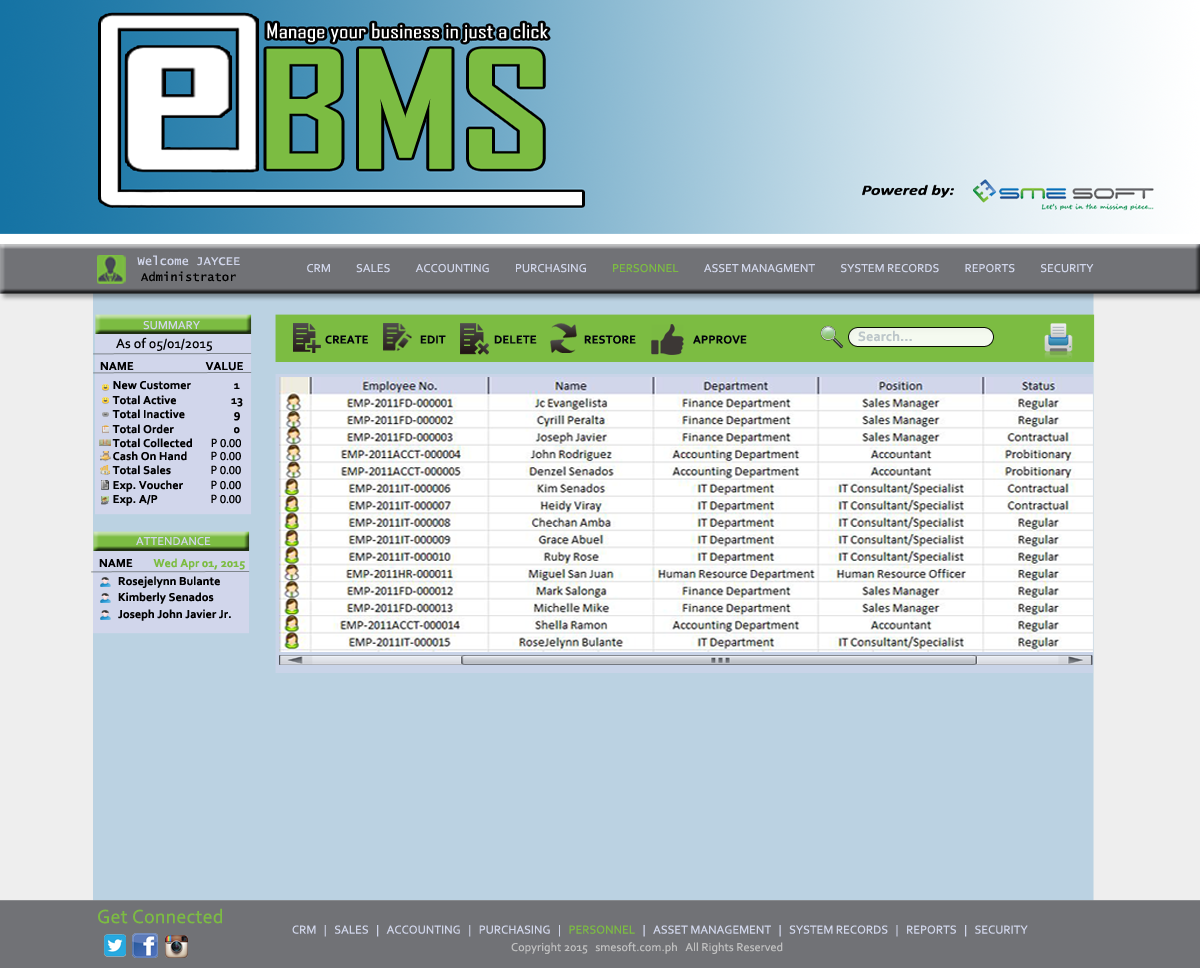 Manage your business in just a click
eBMS
Powered by: SME SOFT
Let's put in the missing piece...
Welcome JAYCEE
Administrator
CRM SALES ACCOUNTING PURCHASING PERSONNEL ASSET MANAGMENT SYSTEM RECORDS REPORTS SECURITY
SUMMARY
As of 05/01/2015
NAME VALUE
New Customer 1
Total Active 13
Total Inactive 9
Total Order 0
Total Collected P 0.00
Cash On Hand P 0.00
Total Sales P 0.00
Exp. Voucher P 0.00
Exp. A/P P 0.00
ATTENDANCE
NAME Wed Apr 01, 2015
Rosejelynn Bulante
Kimberly Senados
Joseph John Javier Jr.
CREATE EDIT DELETE RESTORE APPROVE Search...
Employee No. Name Department Position Status
EMP-2011FD-000001 Jc Evangelista Finance Department Sales Manager Regular
EMP-2011FD-000002 Cyrill Peralta Finance Department Sales Manager Regular
EMP-2011FD-000003 Joseph Javier Finance Department Sales Manager Contractual
EMP-2011ACCT-000004 John Rodriguez Accounting Department Accountant Probitionary
EMP-2011ACCT-000005 Denzel Senados Accounting Department Accountant Probitionary
EMP-2011IT-000006 Kim Senados IT Department IT Consultant/Specialist Contractual
EMP-2011IT-000007 Heidy Viray IT Department IT Consultant/Specialist Contractual
EMP-2011IT-000008 Chechan Amba IT Department IT Consultant/Specialist Regular
EMP-2011IT-000009 Grace Abuel IT Department IT Consultant/Specialist Regular
EMP-2011IT-000010 Ruby Rose IT Department IT Consultant/Specialist Regular
EMP-2011HR-000011 Miguel San Juan Human Resource Department Human Resource Officer Regular
EMP-2011FD-000012 Mark Salonga Finance Department Sales Manager Regular
EMP-2011FD-000013 Michelle Mike Finance Department Sales Manager Regular
EMP-2011ACCT-000014 Shella Ramon Accounting Department Accountant Regular
EMP-2011IT-000015 RoseJelynn Bulante IT Department IT Consultant/Specialist Regular
Get Connected
CRM | SALES | ACCOUNTING | PURCHASING | PERSONNEL | ASSET MANAGEMENT | SYSTEM RECORDS | REPORTS | SECURITY
Copyright 2015 smesoft.com.ph All Rights Reserved